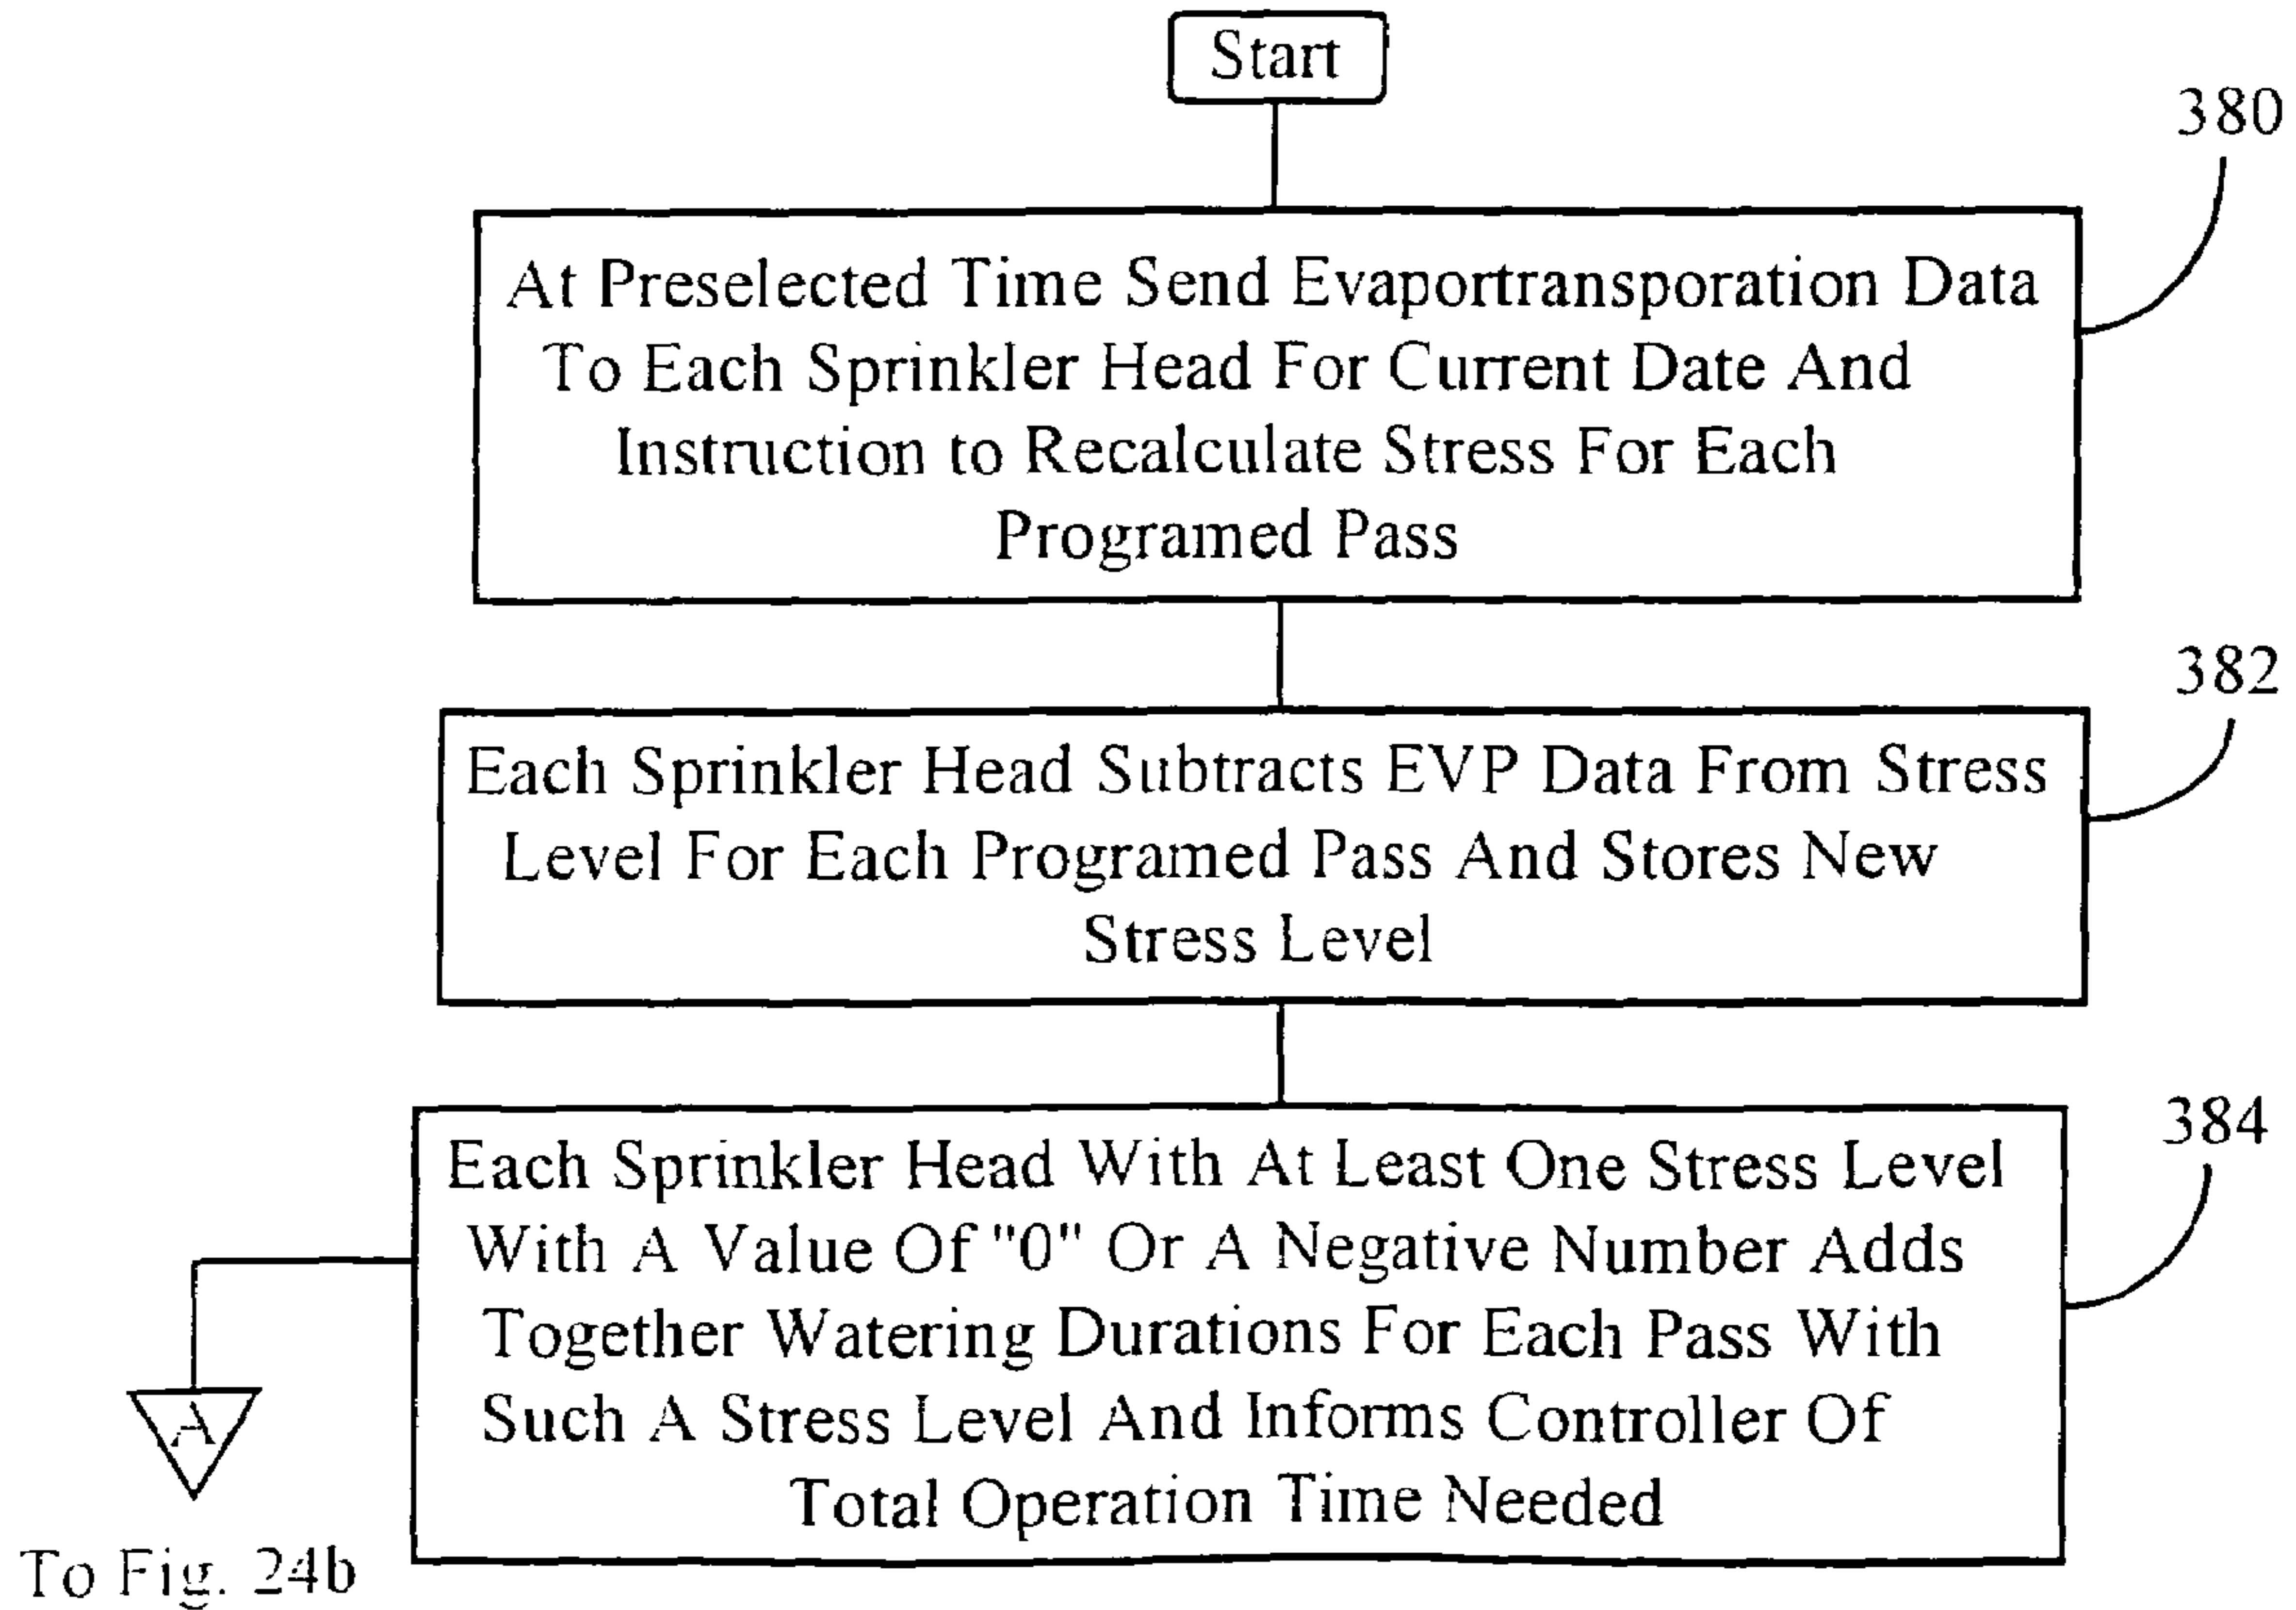 Start
380
At Preselected Time Send Evaportransporation Data
To Each Sprinkler Head For Current Date And
Instruction to Recalculate Stress For Each
Programed Pass
382
Each Sprinkler Head Subtracts EVP Data From Stress
Level For Each Programed Pass And Stores New
Stress Level
384
Each Sprinkler Head With At Least One Stress Level
With A Value Of "0" Or A Negative Number Adds
Together Watering Durations For Each Pass With
Such A Stress Level And Informs Controller Of
Total Operation Time Needed
A
To Fig. 24b